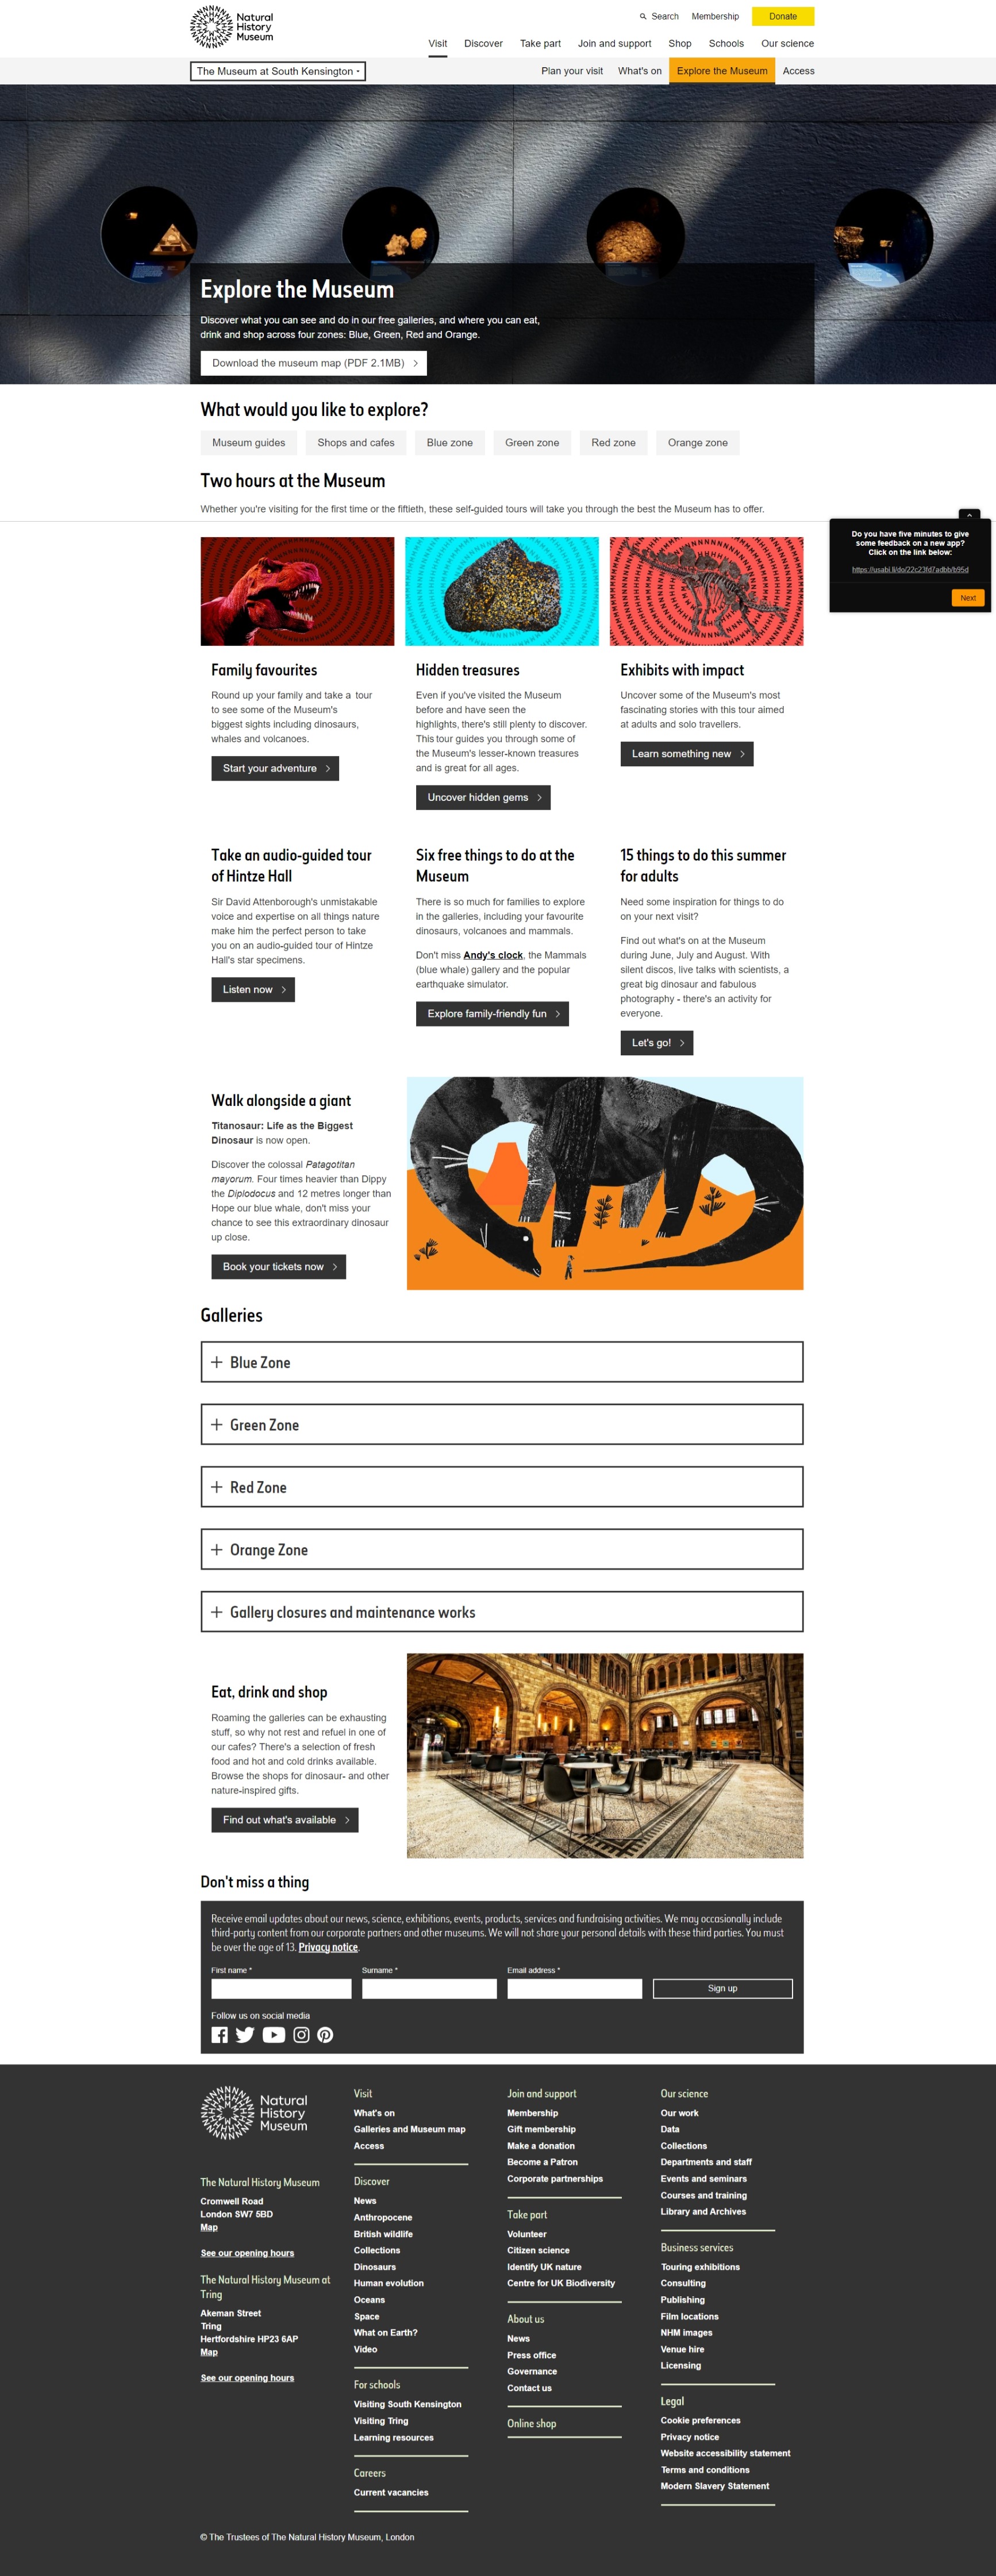 Natural
History
Museum
Search Membership Donate
Visit Discover Take part Join and support Shop Schools Our science
The Museum at South Kensington
Plan your visit What's on Explore the Museum Access
Explore the Museum
Discover what you can see and do in our free galleries, and where you can eat,
drink and shop across four zones: Blue, Green, Red and Orange.
Download the museum map (PDF 2.1MB)
What would you like to explore?
Museum guides Shops and cafes Blue zone Green zone Red zone Orange zone
Two hours at the Museum
Whether you're visiting for the first time or the fiftieth, these self-guided tours will take you through the best the Museum has to offer.
Do you have five minutes to give
some feedback on a new app?
Click on the link below:
Next
Family favourites
Round up your family and take a tour
to see some of the Museum's
biggest sights including dinosaurs,
whales and volcanoes.
Start your adventure
Hidden treasures
Even if you've visited the Museum
before and have seen the
highlights, there's still plenty to discover.
This tour guides you through some of
the Museum's lesser-known treasures
and is great for all ages.
Uncover hidden gems
Exhibits with impact
Uncover some of the Museum's most
fascinating stories with this tour aimed
at adults and solo travellers.
Learn something new
Take an audio-guided tour
of Hintze Hall
Sir David Attenborough's unmistakable
voice and expertise on all things nature
make him the perfect person to take
you on an audio-guided tour of Hintze
Hall's star specimens.
Listen now
Six free things to do at the
Museum
There is so much for families to explore
in the galleries, including your favourite
dinosaurs, volcanoes and mammals.
Don't miss Andy's clock, the Mammals
(blue whale) gallery and the popular
earthquake simulator.
Explore family-friendly fun
15 things to do this summer
for adults
Need some inspiration for things to do
on your next visit?
Find out what's on at the Museum
during June, July and August. With
silent discos, live talks with scientists, a
great big dinosaur and fabulous
photography - there's an activity for
everyone.
Let's go!
Walk alongside a giant
Titanosaur: Life as the Biggest
Dinosaur is now open.
Discover the colossal Patagotitan
mayorum. Four times heavier than Dippy
the Diplodocus and 12 metres longer than
Hope our blue whale, don't miss your
chance to see this extraordinary dinosaur
up close.
Book your tickets now
Galleries
Blue Zone
Green Zone
Red Zone
Orange Zone
Gallery closures and maintenance works
Eat, drink and shop
Roaming the galleries can be exhausting
stuff, so why not rest and refuel in one of
our cafes? There's a selection of fresh
food and hot and cold drinks available.
Browse the shops for dinosaur- and other
nature-inspired gifts.
Find out what's available
Don't miss a thing
Receive email updates about our news, science, exhibitions, events, products, services and fundraising activities. We may occasionally include
third-party content from our corporate partners and other museums. We will not share your personal details with these third parties. You must
be over the age of 13. Privacy notice.
First name * Surname * Email address *
Sign up
Follow us on social media
Natural
History
Museum
The Natural History Museum
Cromwell Road
London SW7 5BD
Map
See our opening hours
The Natural History Museum at
Tring
Akeman Street
Tring
Hertfordshire HP23 6AP
Map
See our opening hours
Visit
What's on
Galleries and Museum map
Access
Discover
News
Anthropocene
British wildlife
Collections
Dinosaurs
Human evolution
Oceans
Space
What on Earth?
Video
For schools
Visiting South Kensington
Visiting Tring
Learning resources
Careers
Current vacancies
Join and support
Membership
Gift membership
Make a donation
Become a Patron
Corporate partnerships
Take part
Volunteer
Citizen science
Identify UK nature
Centre for UK Biodiversity
About us
News
Press office
Governance
Contact us
Online shop
Our science
Our work
Data
Collections
Departments and staff
Events and seminars
Courses and training
Library and Archives
Business services
Touring exhibitions
Consulting
Publishing
Film locations
NHM images
Venue hire
Licensing
Legal
Cookie preferences
Privacy notice
Website accessibility statement
Terms and conditions
Modern Slavery Statement
© The Trustees of The Natural History Museum, London